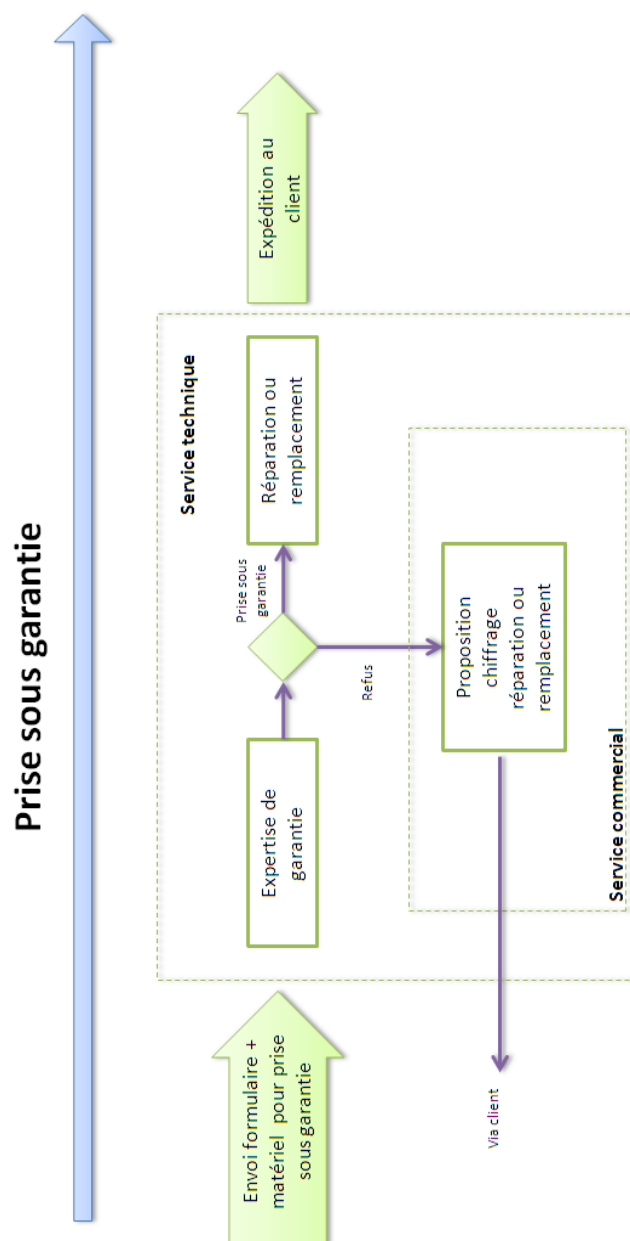 Prise sous garantie
Envoi formulaire +
matériel pour prise
sous garantie
Service technique
Expertise de
garantie
Prise sous
garantie
Réparation ou
remplacement
Expédition au
client
Refus
Proposition
chiffrage
réparation ou
remplacement
Service commercial
Via client